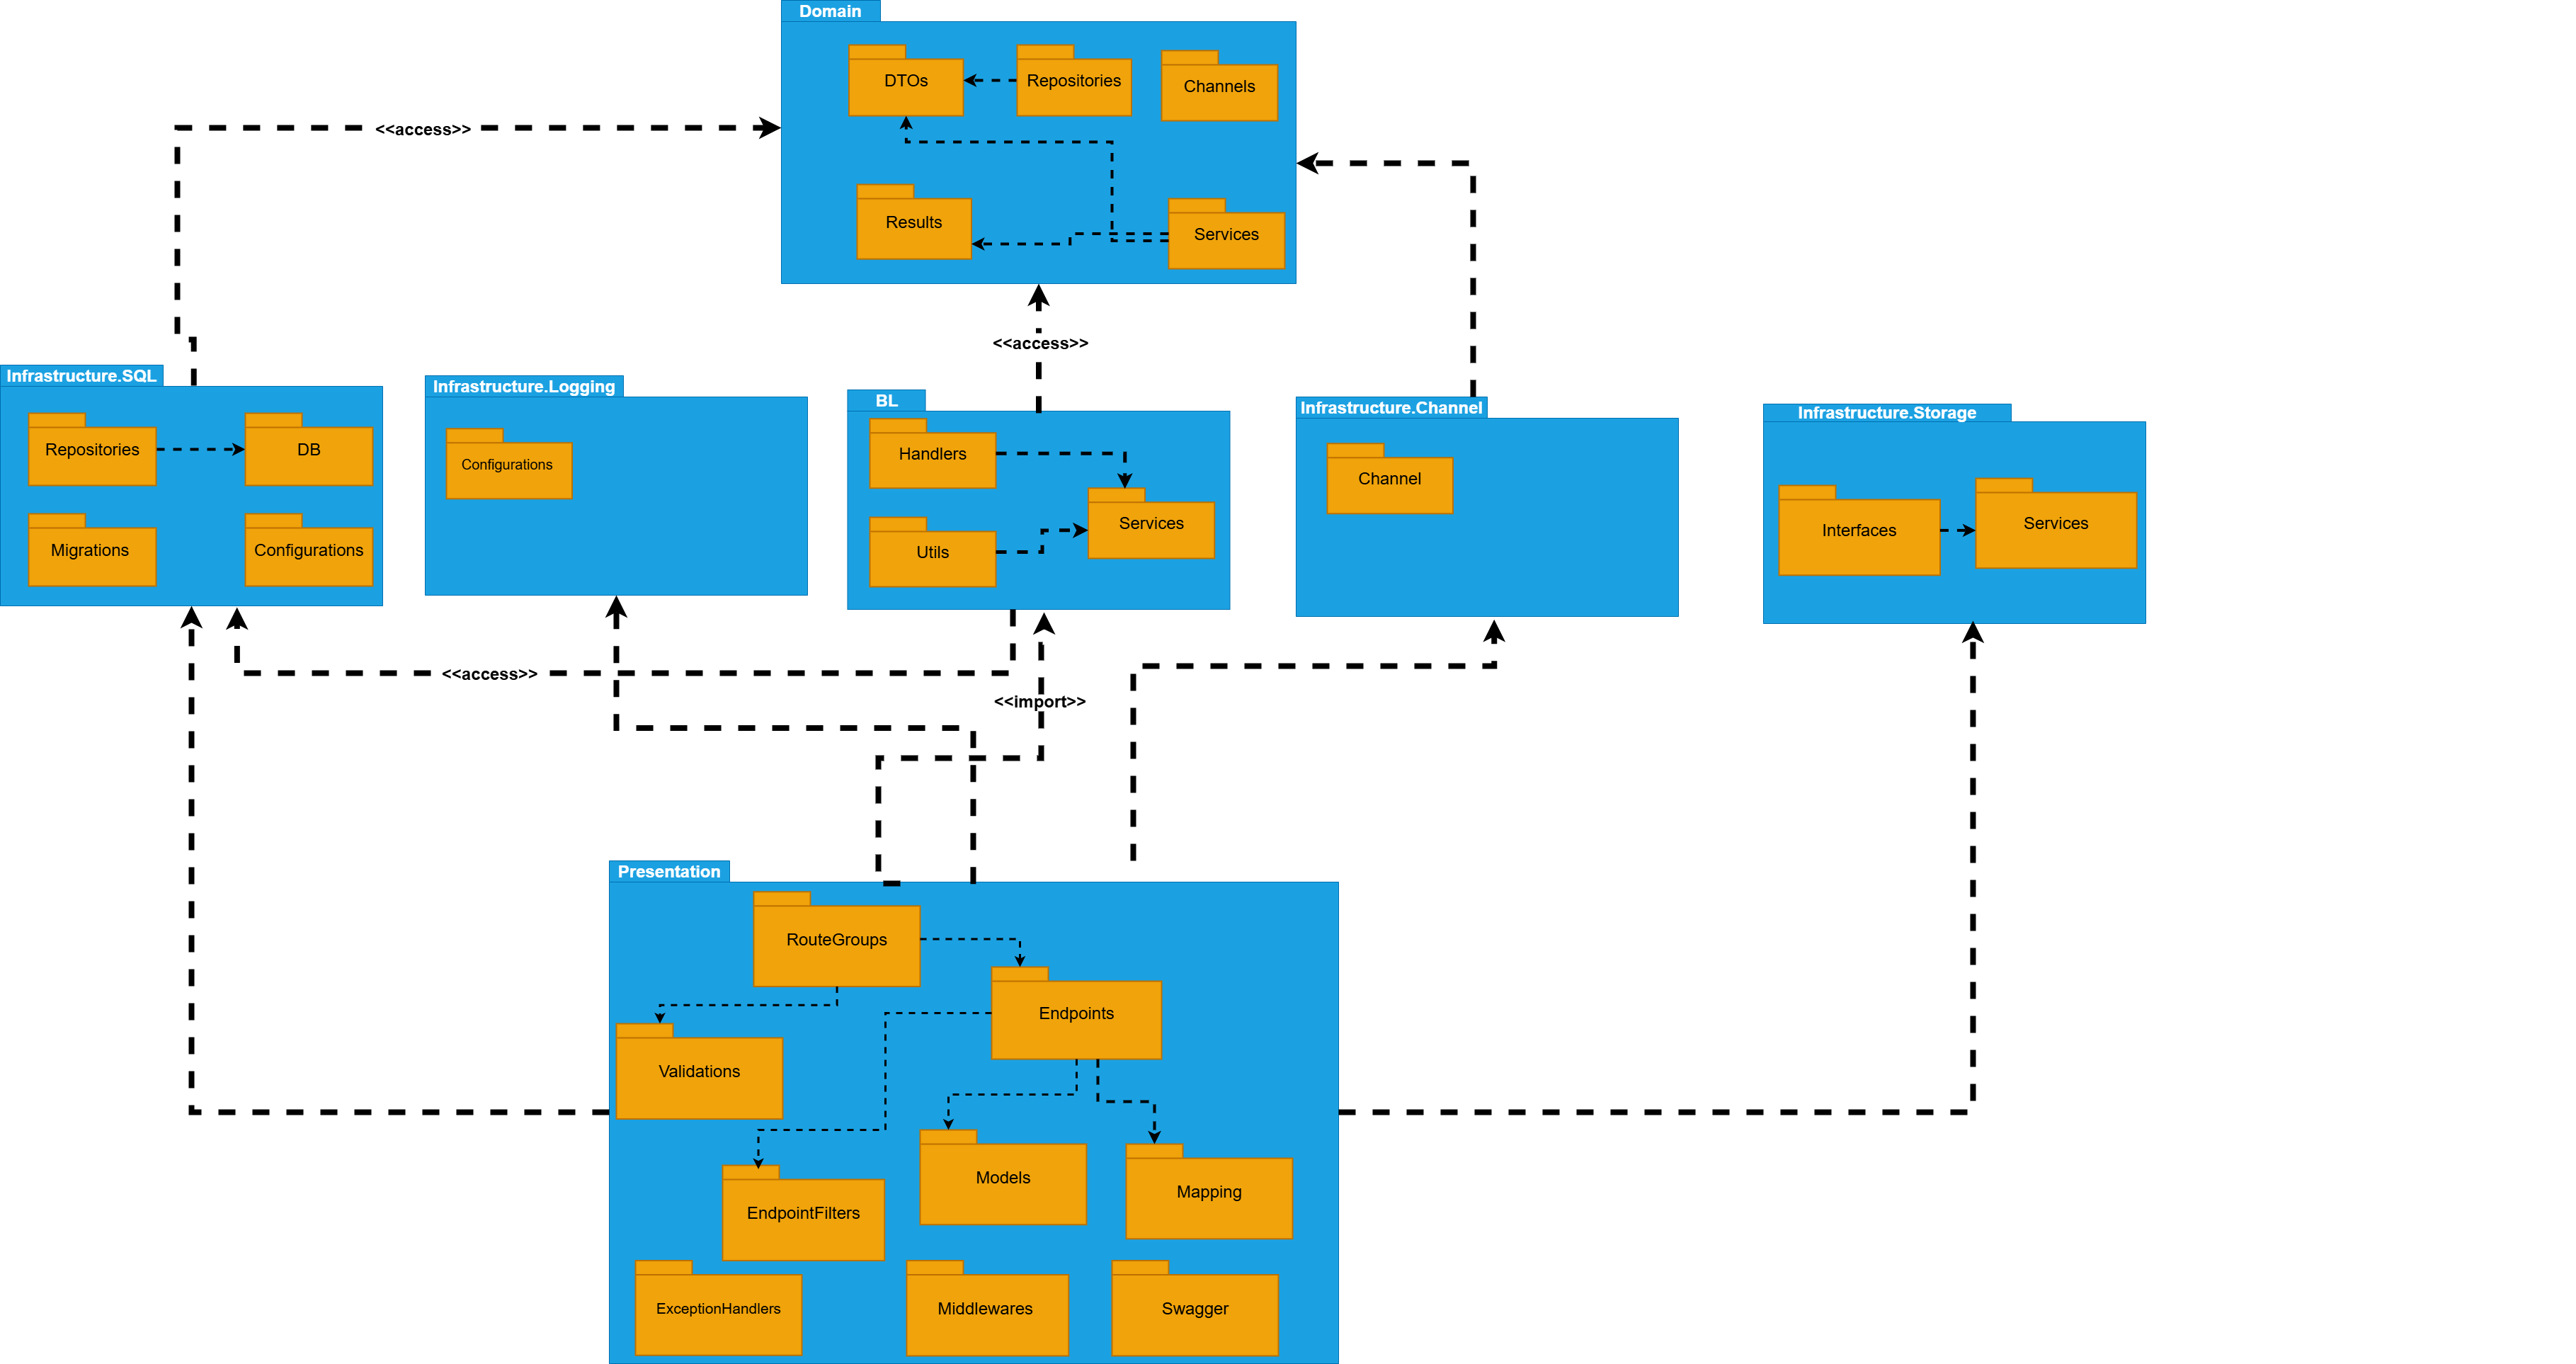 Domain
DTOs
Repositories
Channels
<<access>>
Results
Services
<<access>>
Infrastructure.SQL
Infrastructure.Logging
BL
Infrastructure.Channel
Infrastructure.Storage
Repositories
DB
Configurations
Handlers
Channel
Services
Interfaces
Services
Migrations
Configurations
Utils
<<access>>
<<import>>
Presentation
RouteGroups
Endpoints
Validations
Models
Mapping
EndpointFilters
ExceptionHandlers
Middlewares
Swagger